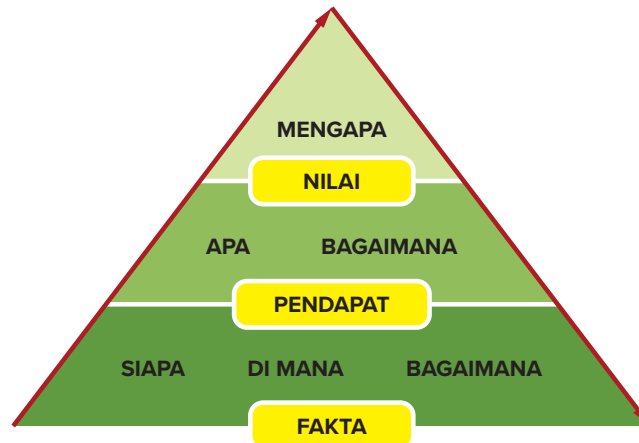 MENGAPA
NILAI
APA BAGAIMANA
PENDAPAT
SIAPA DI MANA BAGAIMANA
FAKTA